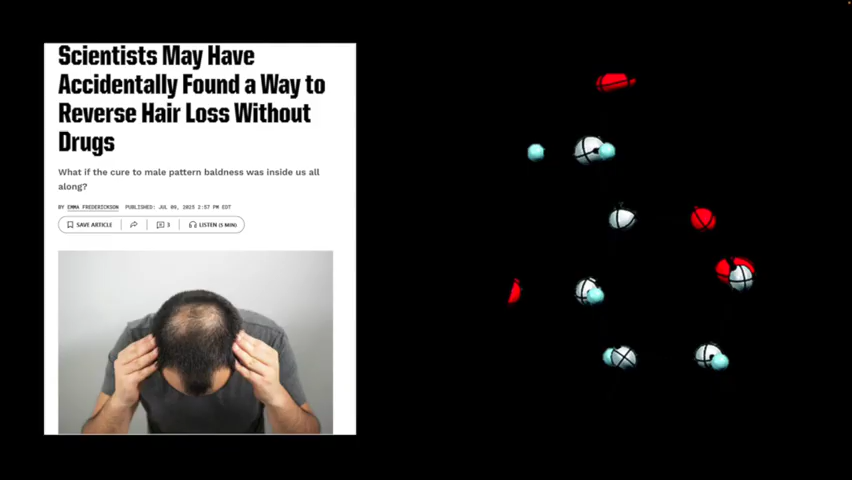 Scientists May Have
Accidentally Found a Way to
Reverse Hair Loss Without
Drugs
What if the cure to male pattern baldness was inside us all
along?
BY EMMA FREDERICKSON PUBLISHED: JUL 09, 2025 2:57 PM EDT
SAVE ARTICLE 3 LISTEN (5 MIN)